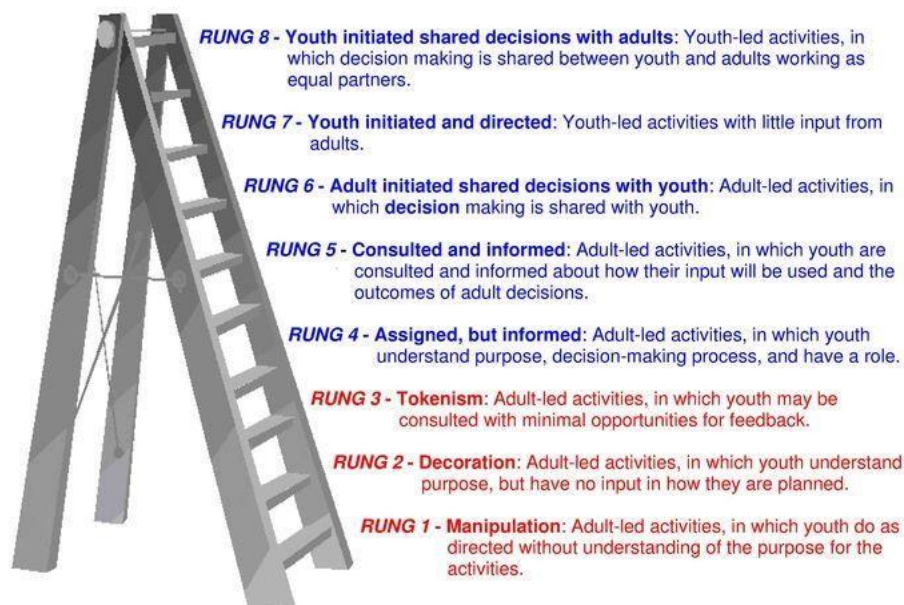 RUNG 8 - Youth initiated shared decisions with adults: Youth-led activities, in
which decision making is shared between youth and adults working as
equal partners.
RUNG 7 - Youth initiated and directed: Youth-led activities with little input from
adults.
RUNG 6 - Adult initiated shared decisions with youth: Adult-led activities, in
which decision making is shared with youth.
RUNG 5 - Consulted and informed: Adult-led activities, in which youth are
consulted and informed about how their input will be used and the
outcomes of adult decisions.
RUNG 4 - Assigned, but informed: Adult-led activities, in which youth
understand purpose, decision-making process, and have a role.
RUNG 3 - Tokenism: Adult-led activities, in which youth may be
consulted with minimal opportunities for feedback.
RUNG 2 - Decoration: Adult-led activities, in which youth understand
purpose, but have no input in how they are planned.
RUNG 1 - Manipulation: Adult-led activities, in which youth do as
directed without understanding of the purpose for the
activities.